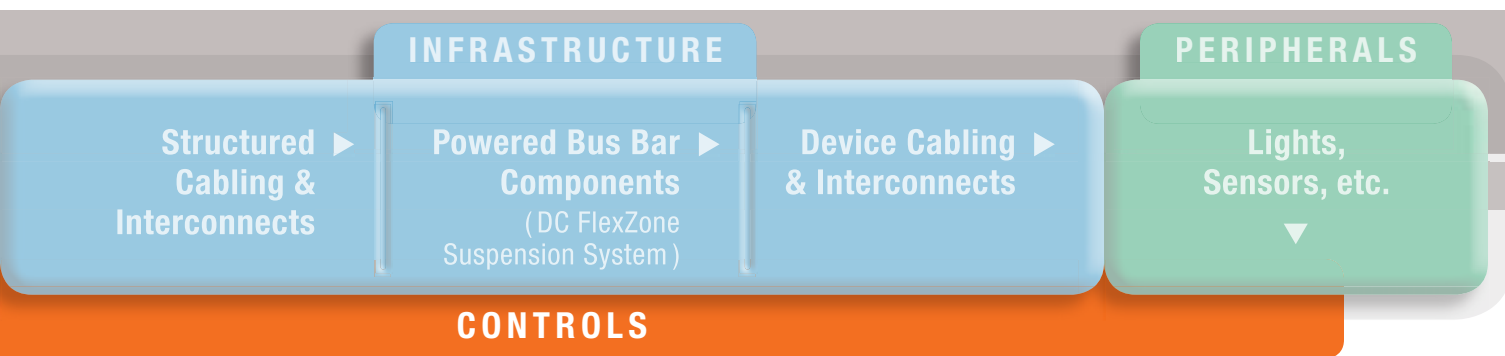 INFRASTRUCTURE
PERIPHERALS
Structured
Cabling &
Interconnects
Powered Bus Bar
Components
(DC FlexZone
Suspension System)
Device Cabling
& Interconnects
Lights,
Sensors, etc.
CONTROLS